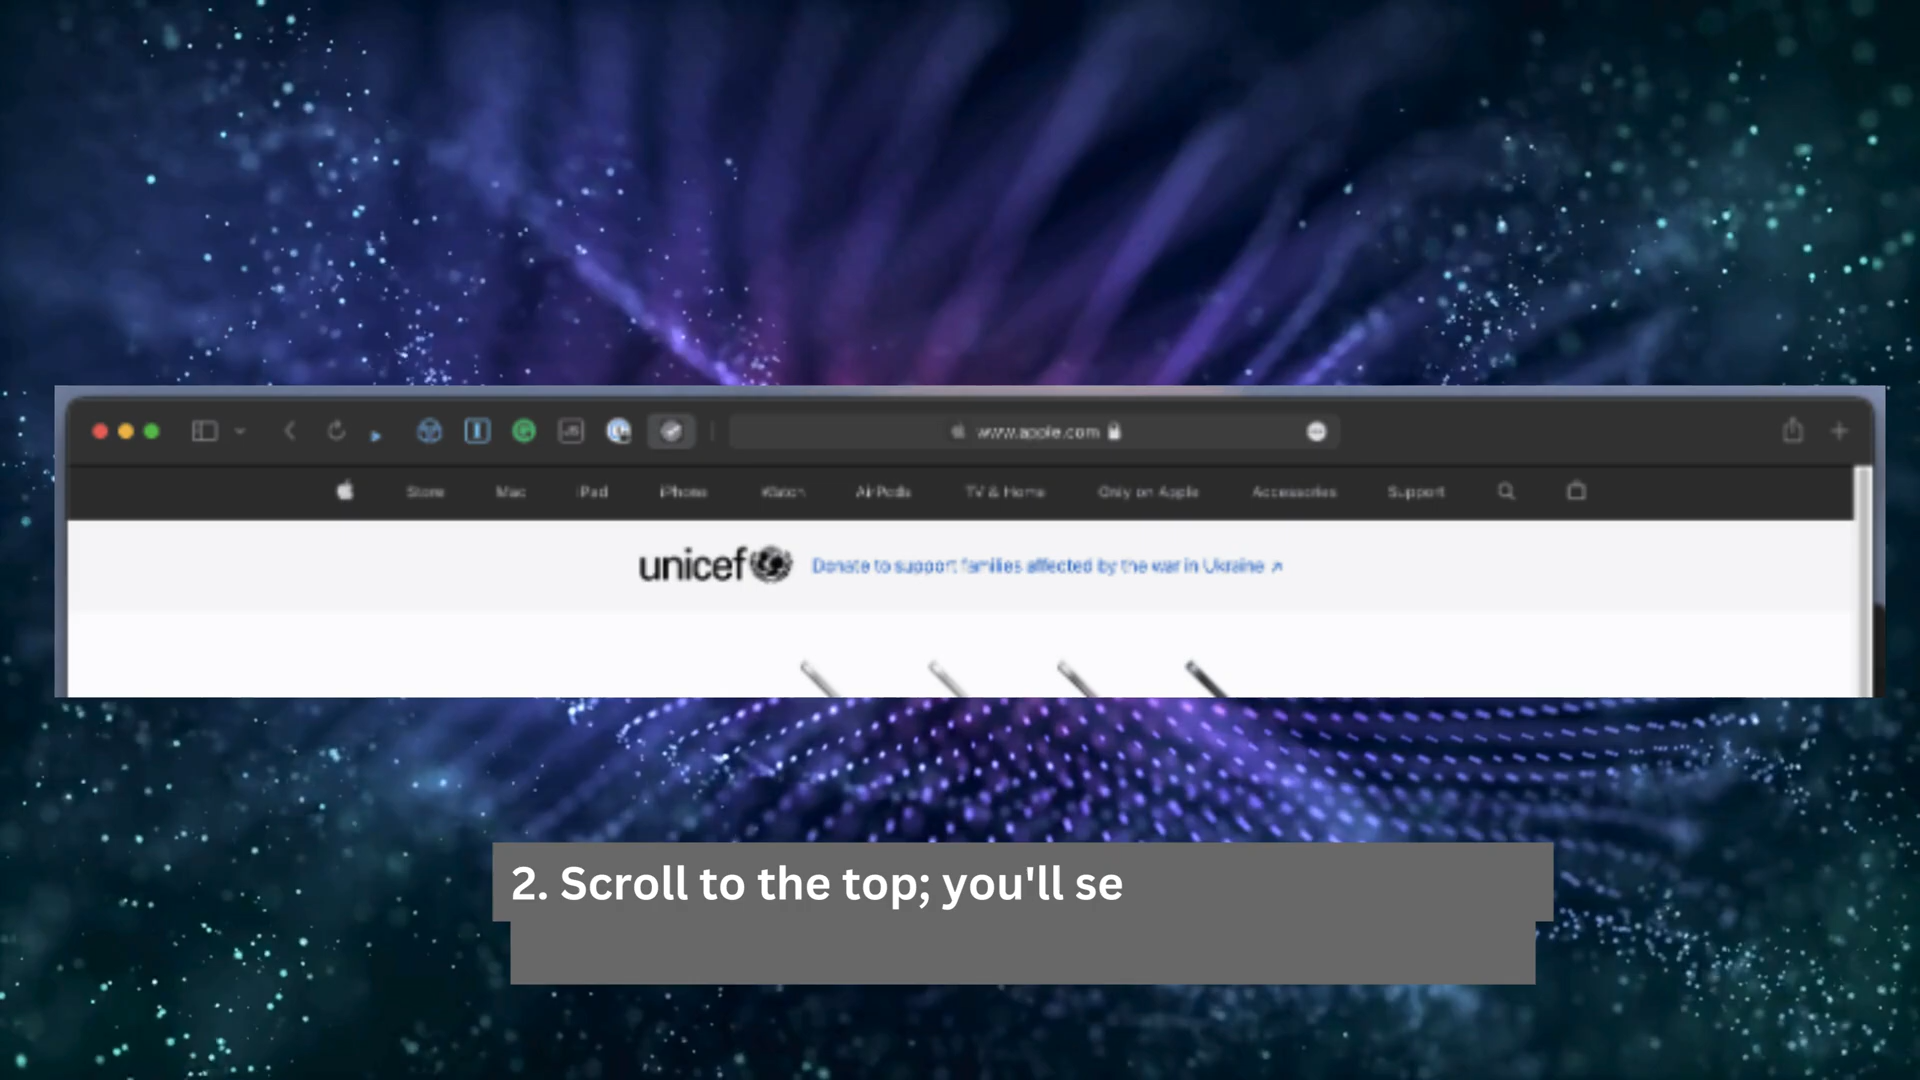 www.apple.com
Store Mac iPad iPhone Watch AirPods TV & Home Only on Apple Accessories Support
unicef Donate to support families affected by the war in Ukraine ↗
2. Scroll to the top; you'll se